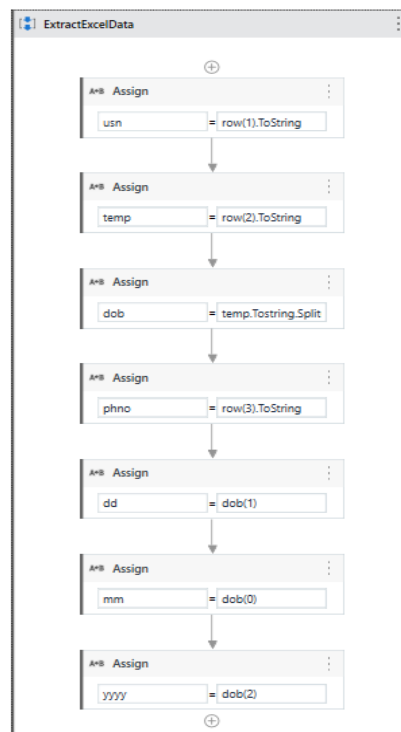 ExtractExcelData
A+B Assign
usn = row(1).ToString
A+B Assign
temp = row(2).ToString
A+B Assign
dob = temp.Tostring.Split
A+B Assign
phno = row(3).ToString
A+B Assign
dd = dob(1)
A+B Assign
mm = dob(0)
A+B Assign
yyyy = dob(2)